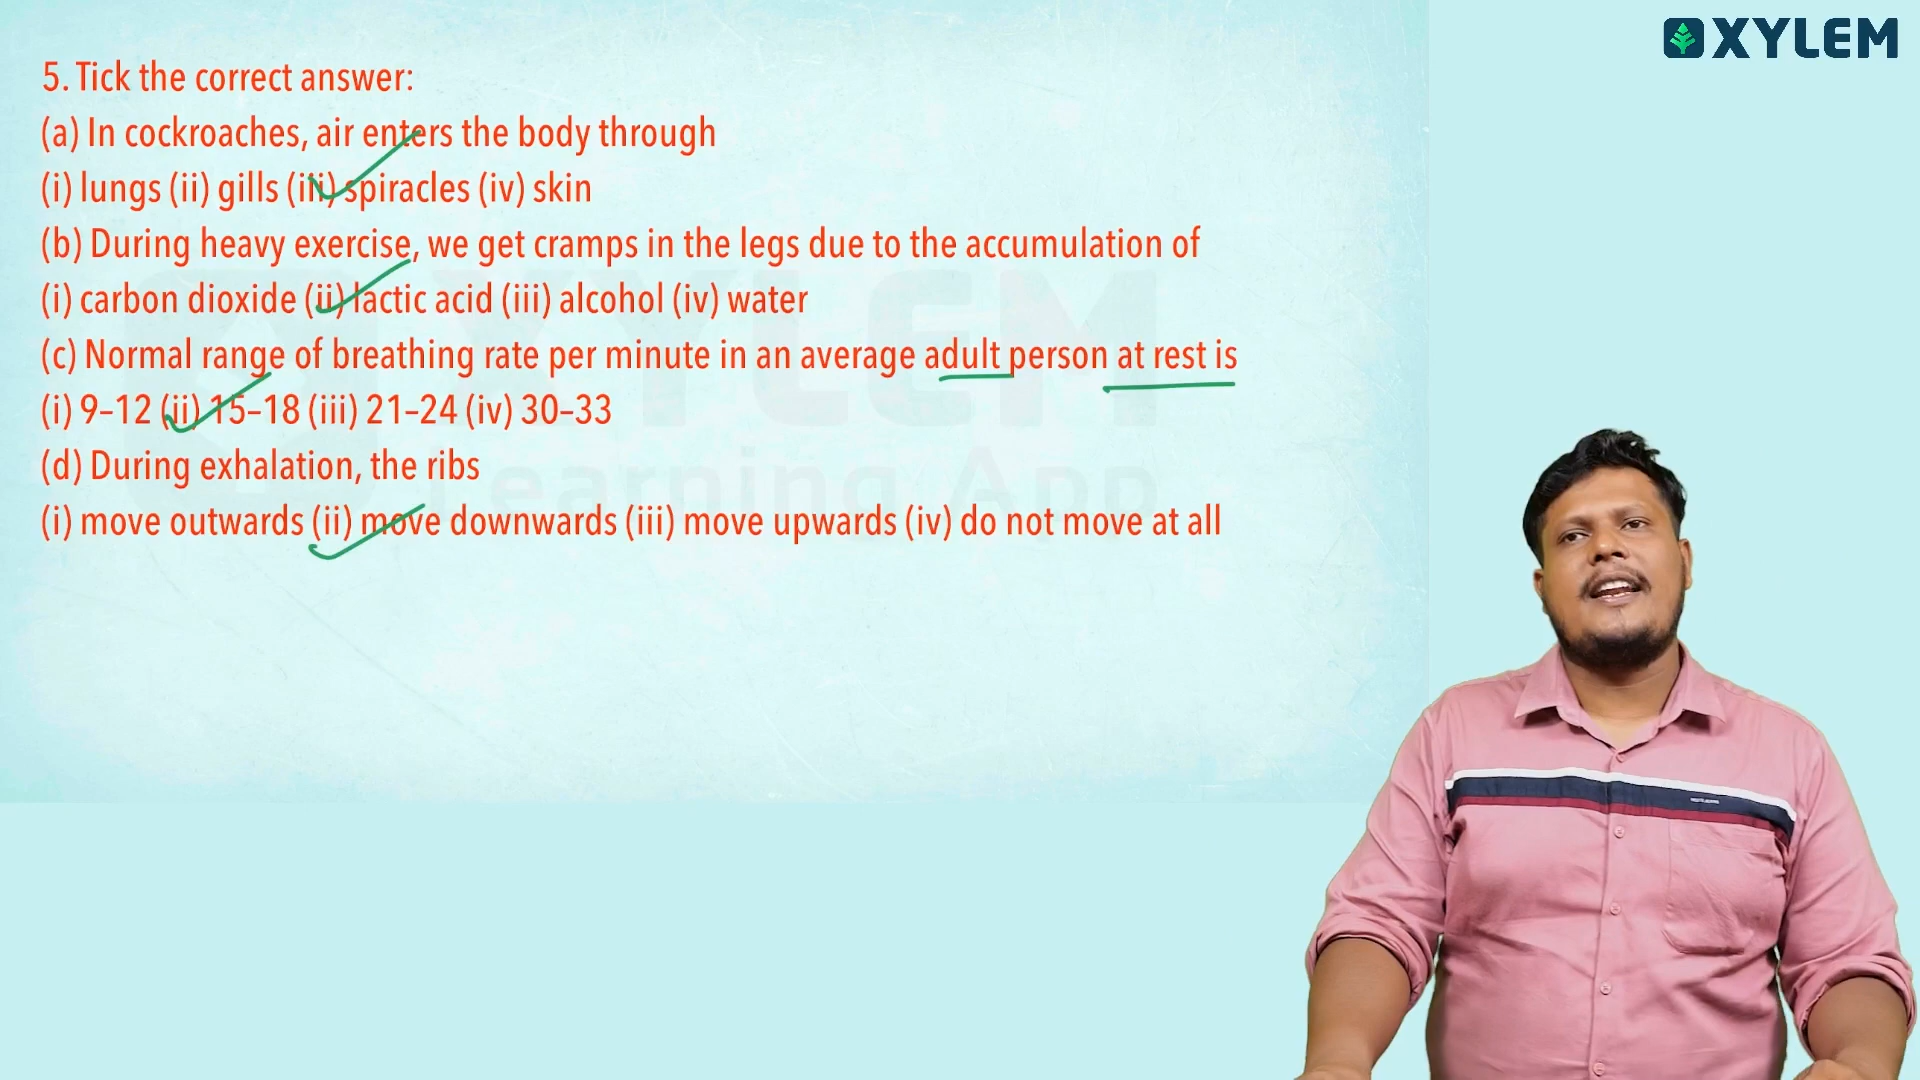 XYLEM
5. Tick the correct answer:
(a) In cockroaches, air enters the body through
(i) lungs (ii) gills (iii) spiracles (iv) skin
(b) During heavy exercise, we get cramps in the legs due to the accumulation of
(i) carbon dioxide (ii) lactic acid (iii) alcohol (iv) water
(c) Normal range of breathing rate per minute in an average adult person at rest is
(i) 9–12 (ii) 15–18 (iii) 21–24 (iv) 30–33
(d) During exhalation, the ribs
(i) move outwards (ii) move downwards (iii) move upwards (iv) do not move at all
XYLEM
Learning App